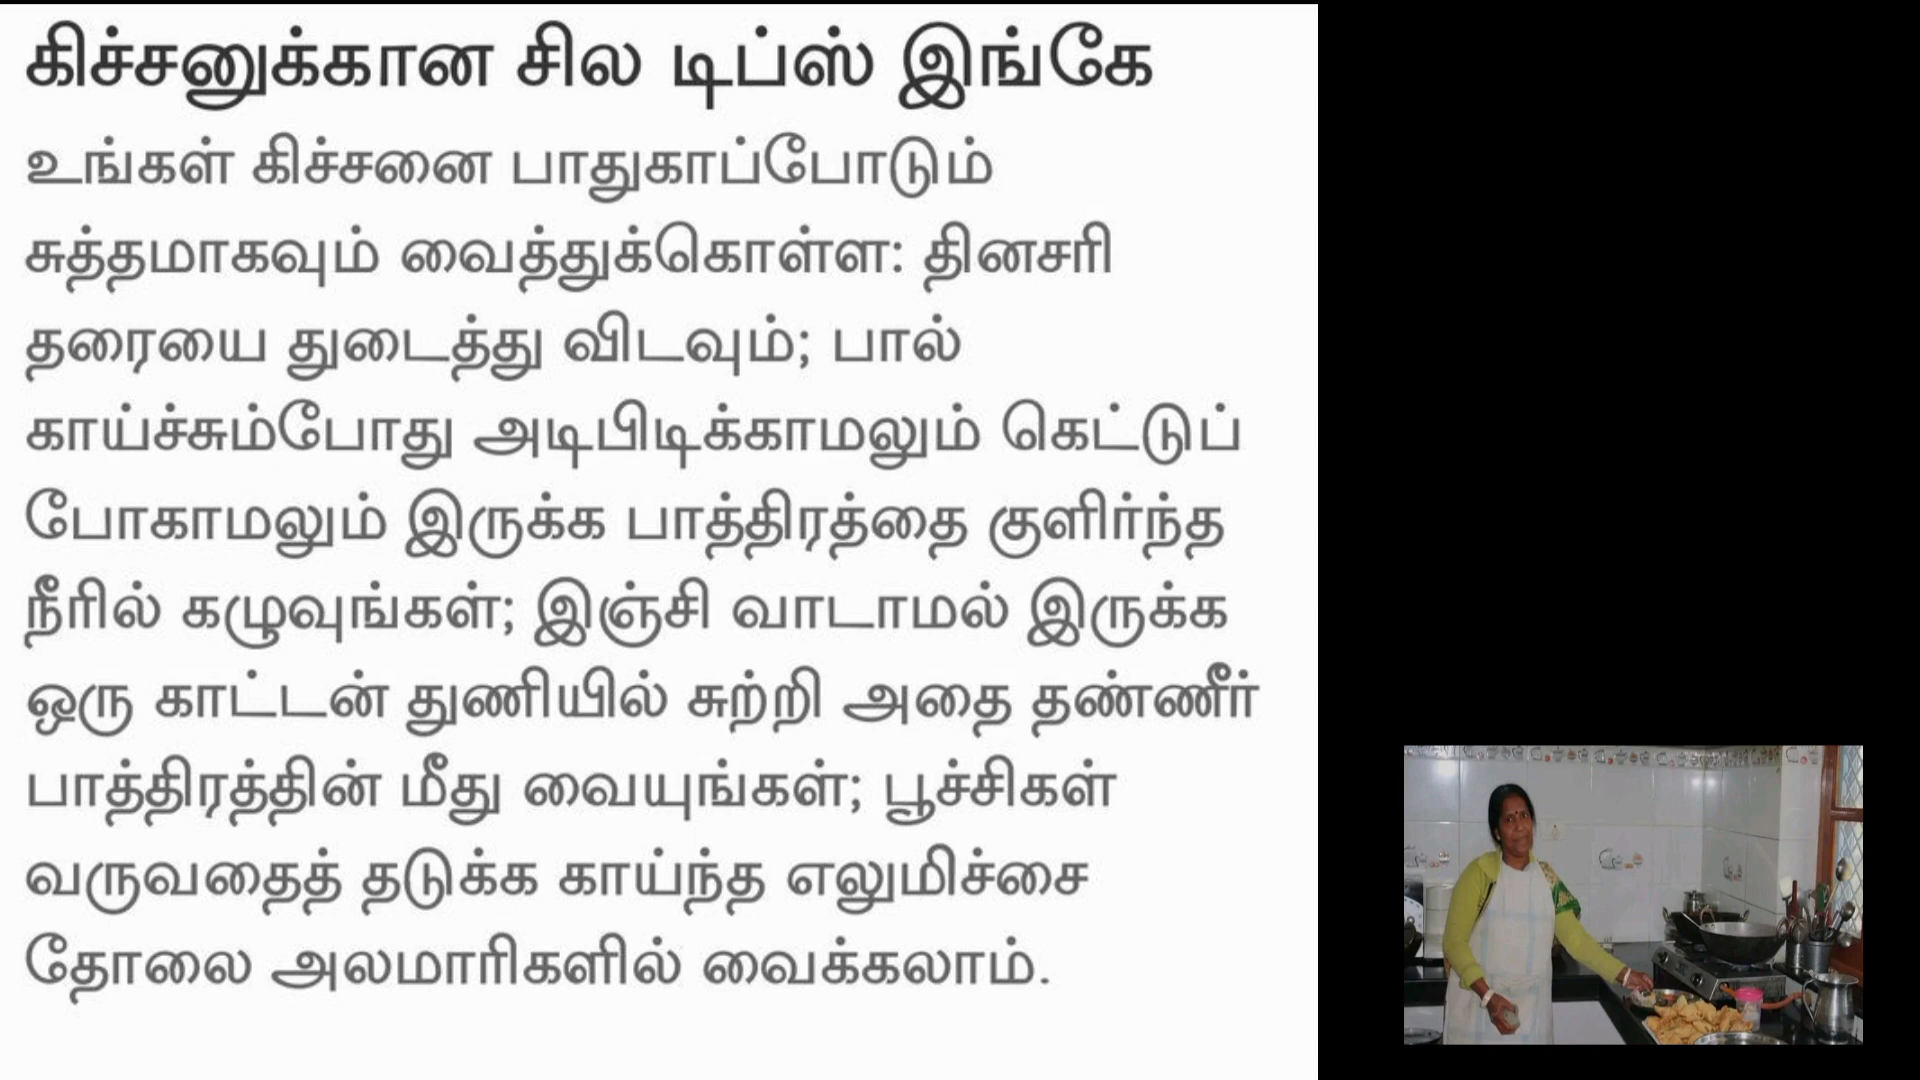 கிச்சனுக்கான சில டிப்ஸ் இங்கே
உங்கள் கிச்சனை பாதுகாப்போடும்
சுத்தமாகவும் வைத்துக்கொள்ள: தினசரி
தரையை துடைத்து விடவும்; பால்
காய்ச்சும்போது அடிபிடிக்காமலும் கெட்டுப்
போகாமலும் இருக்க பாத்திரத்தை குளிர்ந்த
நீரில் கழுவுங்கள்; இஞ்சி வாடாமல் இருக்க
ஒரு காட்டன் துணியில் சுற்றி அதை தண்ணீர்
பாத்திரத்தின் மீது வையுங்கள்; பூச்சிகள்
வருவதைத் தடுக்க காய்ந்த எலுமிச்சை
தோலை அலமாரிகளில் வைக்கலாம்.